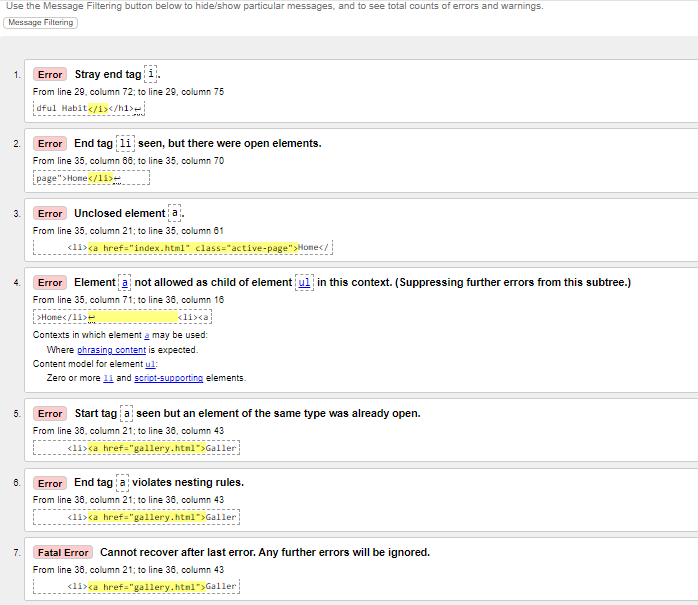 Use the Message Filtering button below to hide/show particular messages, and to see total counts of errors and warnings.
Message Filtering
1. Error Stray end tag i.
From line 29, column 72; to line 29, column 75
dful Habit</i></h1>↩
2. Error End tag li seen, but there were open elements.
From line 35, column 66; to line 35, column 70
page">Home</li>↩
3. Error Unclosed element a.
From line 35, column 21; to line 35, column 61
<li><a href="index.html" class="active-page">Home</
4. Error Element a not allowed as child of element ul in this context. (Suppressing further errors from this subtree.)
From line 35, column 71; to line 36, column 16
>Home</li>↩ <li><a
Contexts in which element a may be used:
Where phrasing content is expected.
Content model for element ul:
Zero or more li and script-supporting elements.
5. Error Start tag a seen but an element of the same type was already open.
From line 36, column 21; to line 36, column 43
<li><a href="gallery.html">Galler
6. Error End tag a violates nesting rules.
From line 36, column 21; to line 36, column 43
<li><a href="gallery.html">Galler
7. Fatal Error Cannot recover after last error. Any further errors will be ignored.
From line 36, column 21; to line 36, column 43
<li><a href="gallery.html">Galler